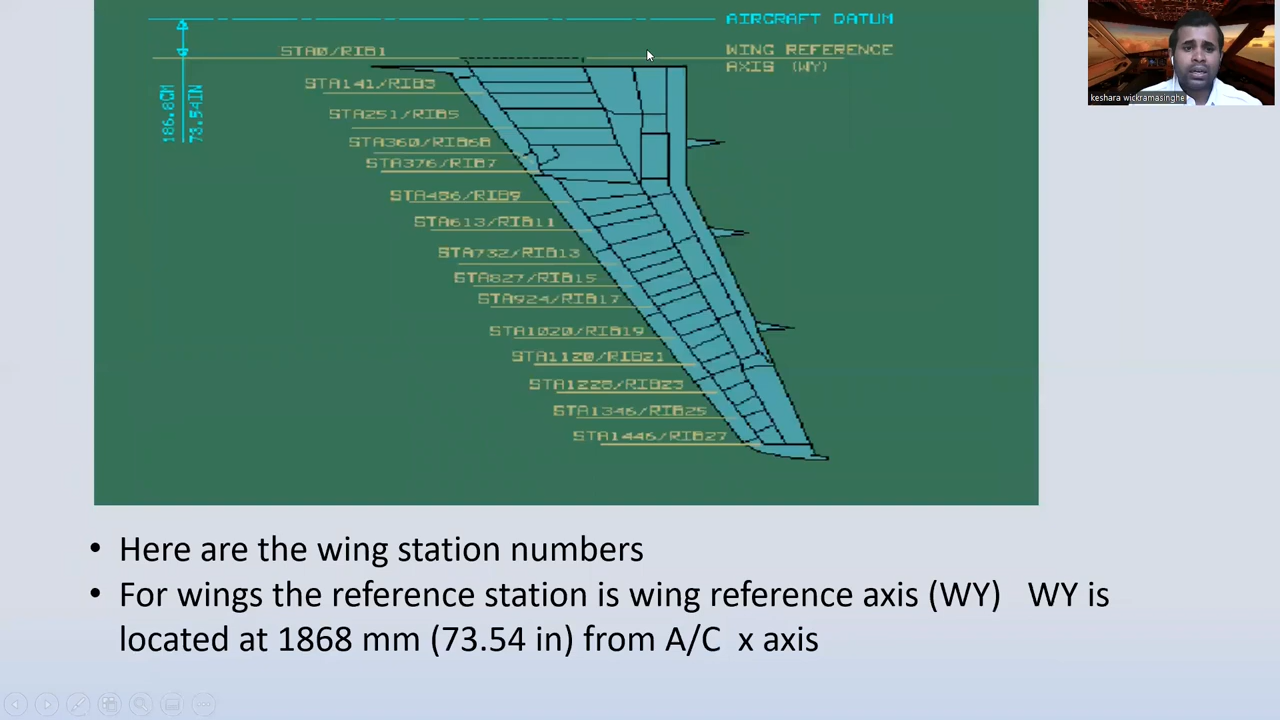 AIRCRAFT DATUM
STA0/RIB1
WING REFERENCE
AXIS (WY)
186.8CM
73.54IN
STA141/RIB3
STA251/RIB5
STA360/RIB6B
STA376/RIB7
STA486/RIB9
STA613/RIB11
STA732/RIB13
STA827/RIB15
STA924/RIB17
STA1020/RIB19
STA1120/RIB21
STA1228/RIB23
STA1346/RIB25
STA1446/RIB27
keshara wickramasinghe
• Here are the wing station numbers
• For wings the reference station is wing reference axis (WY) WY is
located at 1868 mm (73.54 in) from A/C x axis